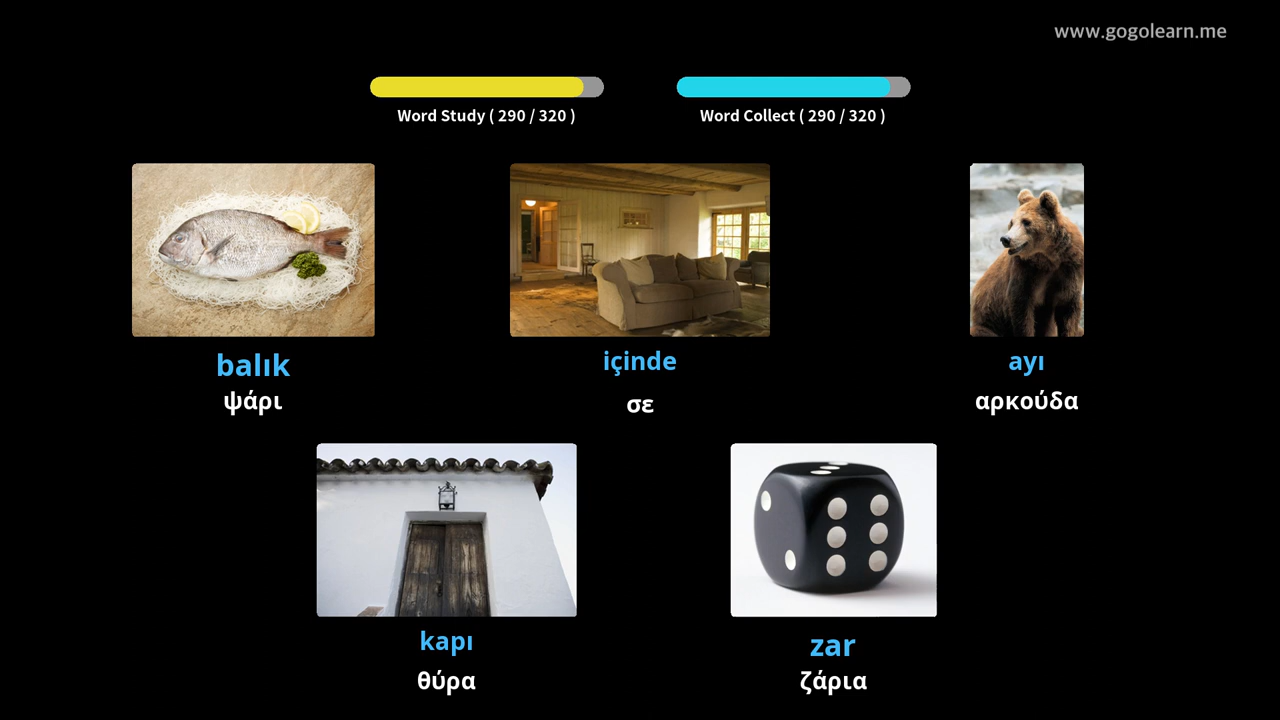 www.gogolearn.me
Word Study ( 290 / 320 )
Word Collect ( 290 / 320 )
balık
ψάρι
içinde
σε
ayı
αρκούδα
kapı
θύρα
zar
ζάρια